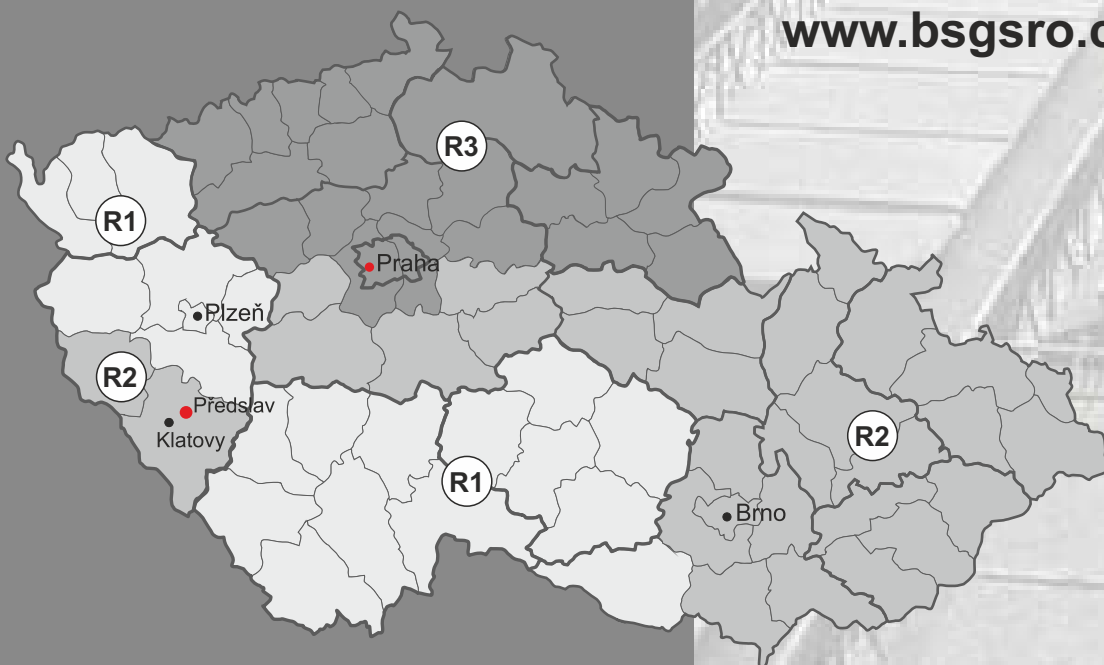 www.bsgsro.c
R3
R1
Praha
Plzeň
R2
Předslav
Klatovy
R2
R1
Brno